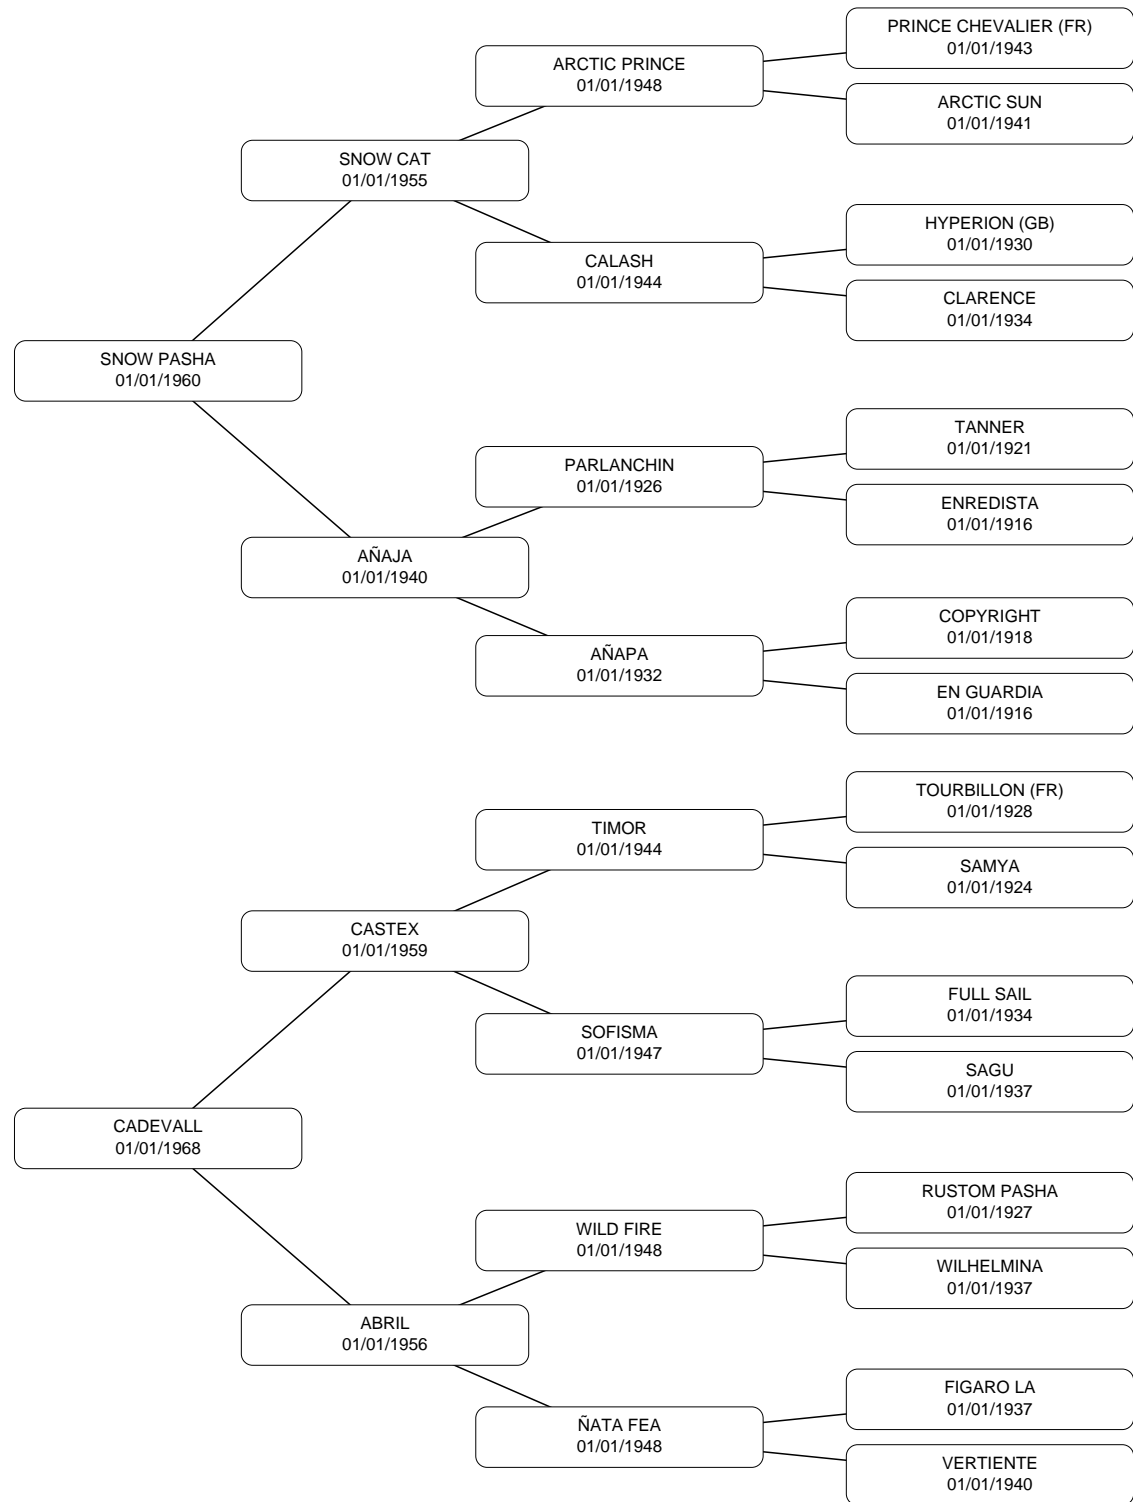 PRINCE CHEVALIER (FR)
01/01/1943
ARCTIC PRINCE
01/01/1948
ARCTIC SUN
01/01/1941
SNOW CAT
01/01/1955
HYPERION (GB)
01/01/1930
CALASH
01/01/1944
CLARENCE
01/01/1934
SNOW PASHA
01/01/1960
TANNER
01/01/1921
PARLANCHIN
01/01/1926
ENREDISTA
01/01/1916
AÑAJA
01/01/1940
COPYRIGHT
01/01/1918
AÑAPA
01/01/1932
EN GUARDIA
01/01/1916
TOURBILLON (FR)
01/01/1928
TIMOR
01/01/1944
SAMYA
01/01/1924
CASTEX
01/01/1959
FULL SAIL
01/01/1934
SOFISMA
01/01/1947
SAGU
01/01/1937
CADEVALL
01/01/1968
RUSTOM PASHA
01/01/1927
WILD FIRE
01/01/1948
WILHELMINA
01/01/1937
ABRIL
01/01/1956
FIGARO LA
01/01/1937
ÑATA FEA
01/01/1948
VERTIENTE
01/01/1940